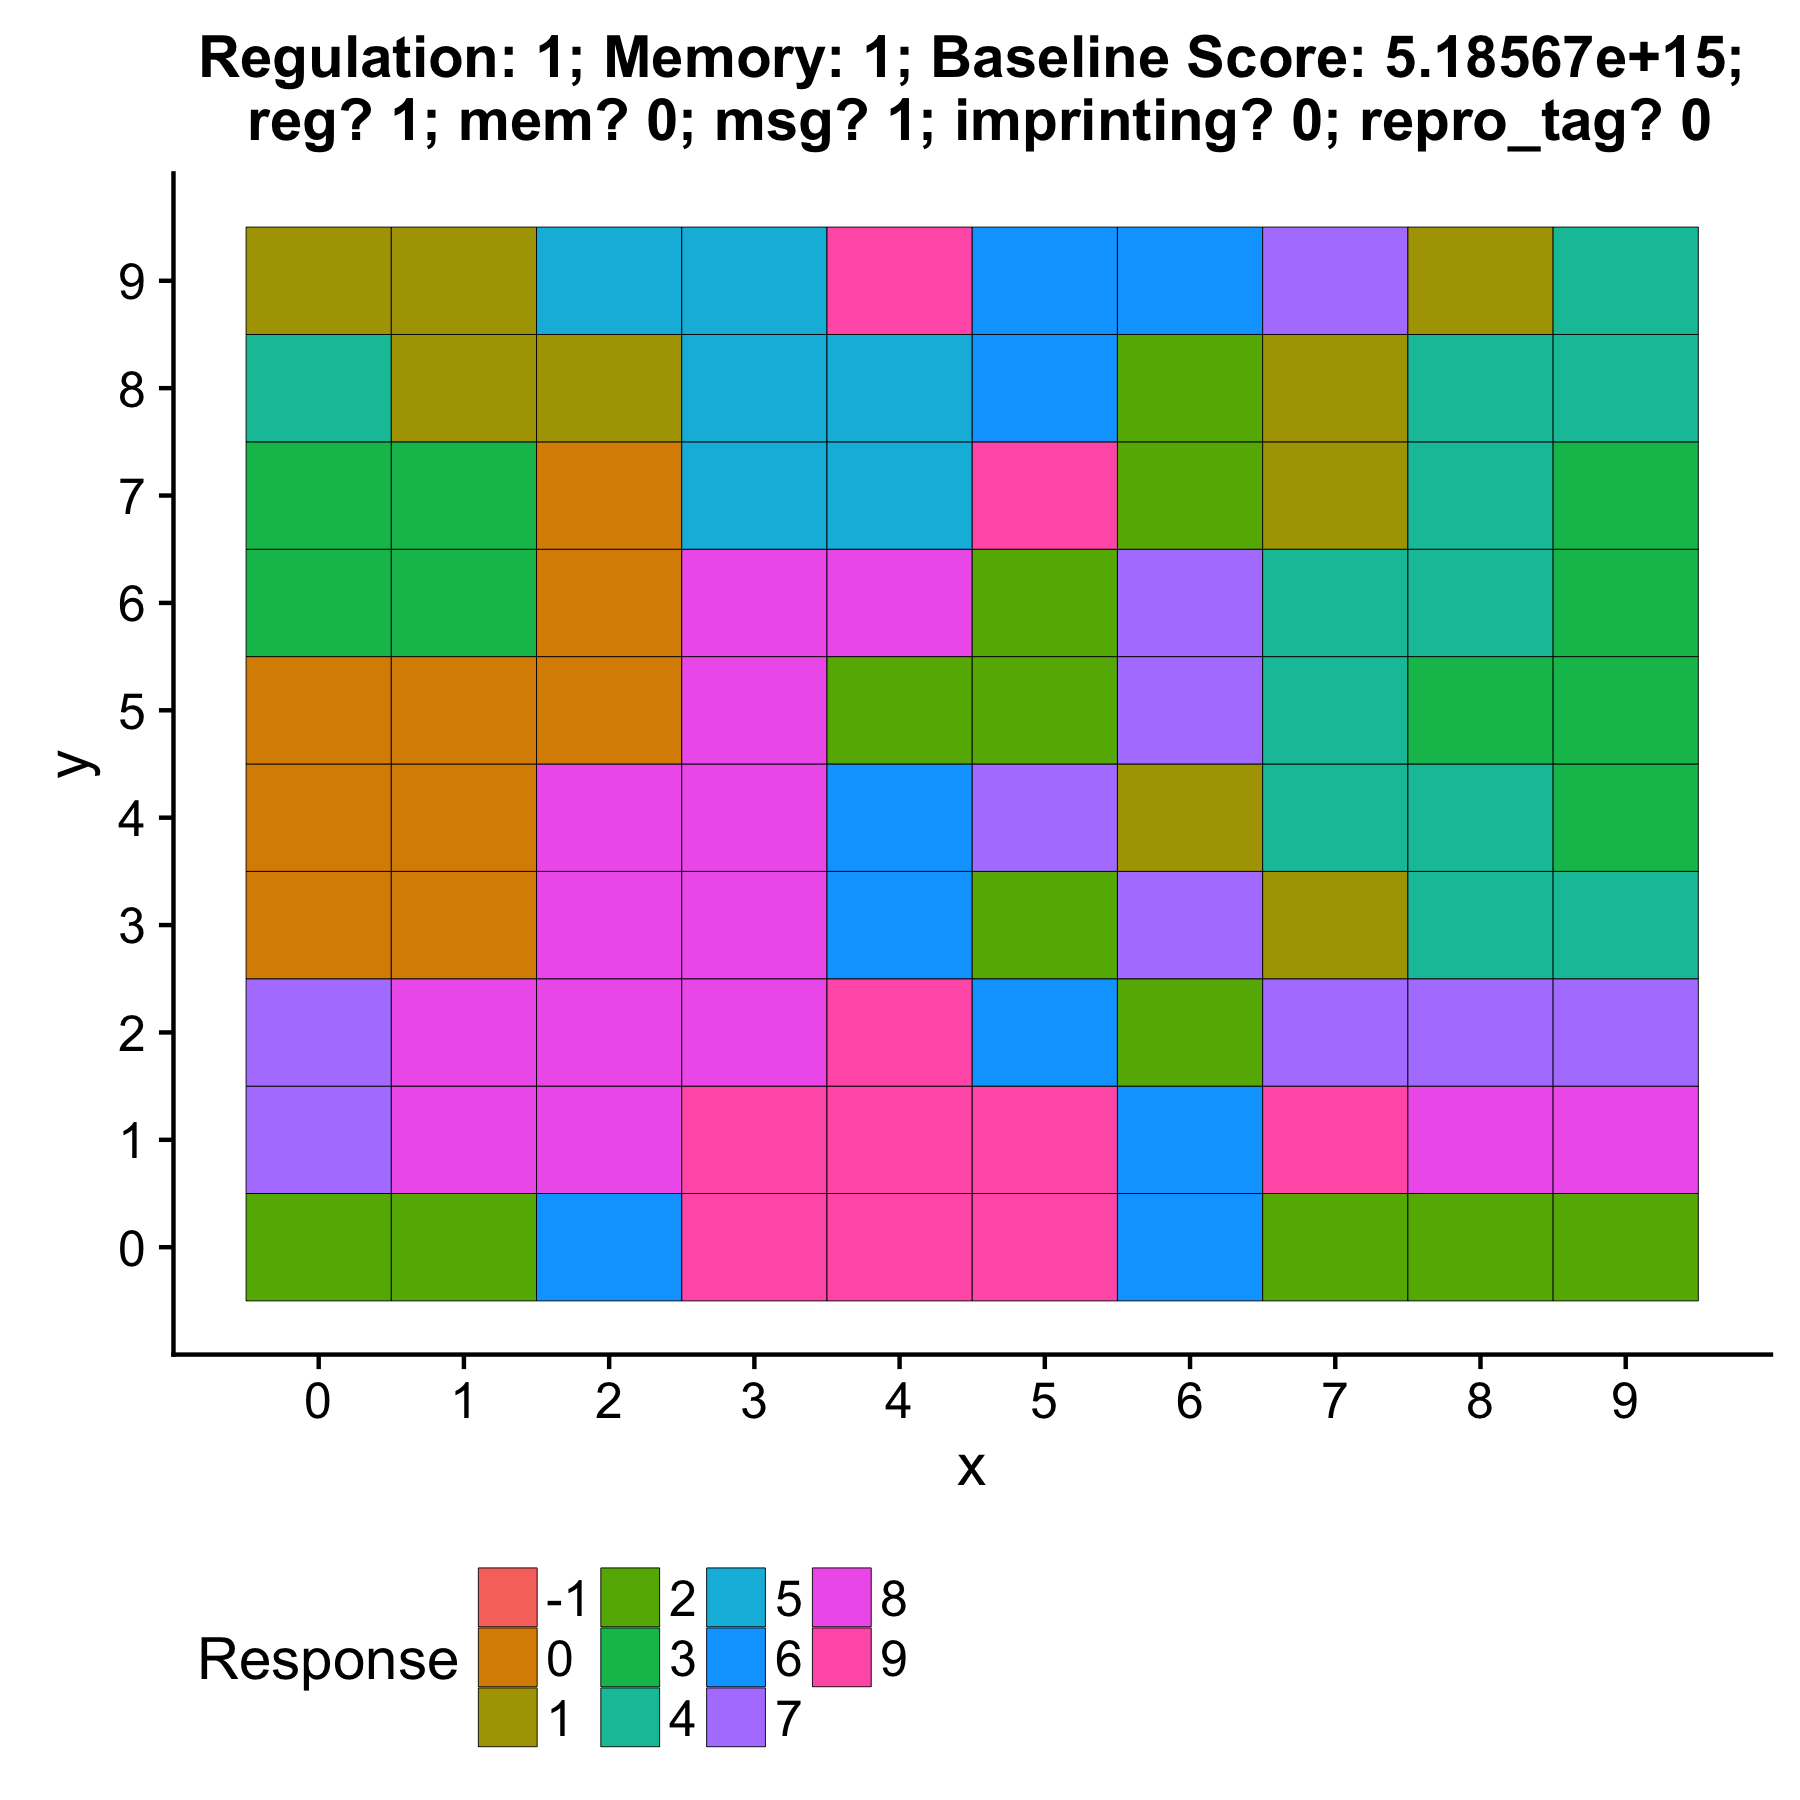 Regulation: 1; Memory: 1; Baseline Score: 5.18567e+15;
reg? 1; mem? 0; msg? 1; imprinting? 0; repro_tag? 0
9
8
7
6
5
4
3
2
1
0
y
0 1 2 3 4 5 6 7 8 9
x
Response
-1 2 5 8
0 3 6 9
1 4 7